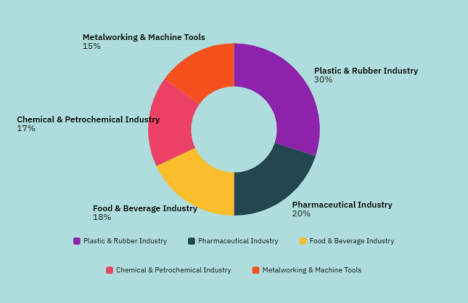 Metalworking & Machine Tools
15%
Plastic & Rubber Industry
30%
Chemical & Petrochemical Industry
17%
Pharmaceutical Industry
20%
Food & Beverage Industry
18%
Plastic & Rubber Industry
Pharmaceutical Industry
Food & Beverage Industry
Chemical & Petrochemical Industry
Metalworking & Machine Tools